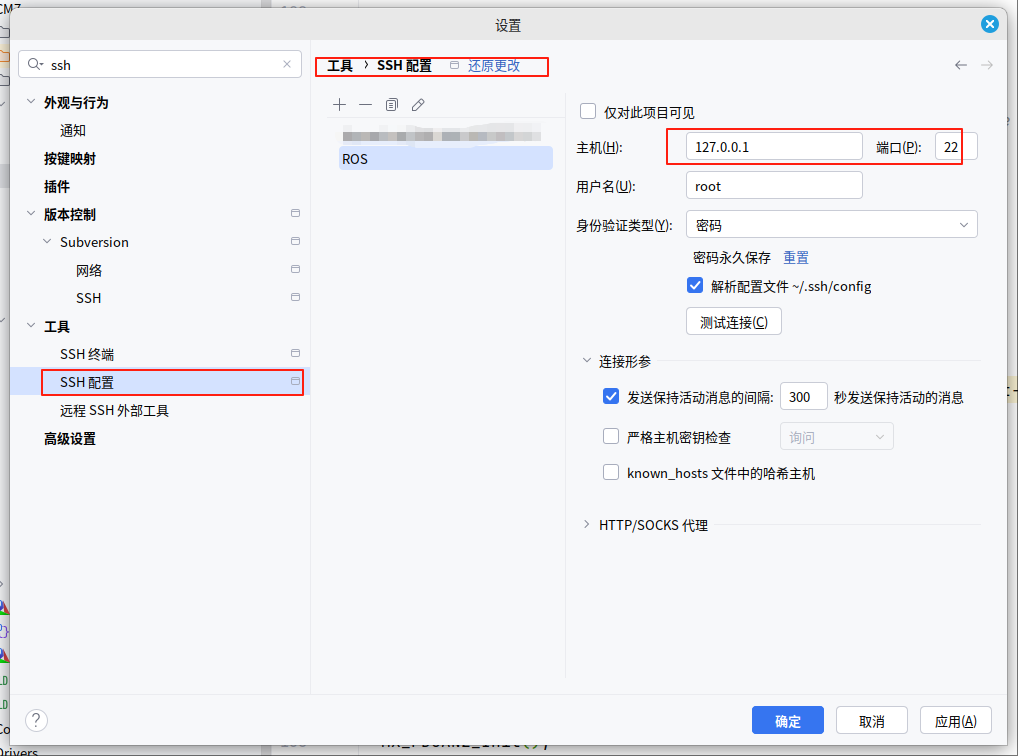 设置
ssh
外观与行为
通知
按键映射
插件
版本控制
Subversion
网络
SSH
工具
SSH 终端
SSH 配置
远程 SSH 外部工具
高级设置
工具 › SSH 配置 还原更改
ROS
仅对此项目可见
主机(H): 127.0.0.1 端口(P): 22
用户名(U): root
身份验证类型(Y): 密码
密码永久保存 重置
解析配置文件 ~/.ssh/config
测试连接(C)
连接形参
发送保持活动消息的间隔: 300 秒发送保持活动的消息
严格主机密钥检查 询问
known_hosts 文件中的哈希主机
HTTP/SOCKS 代理
?
确定 取消 应用(A)